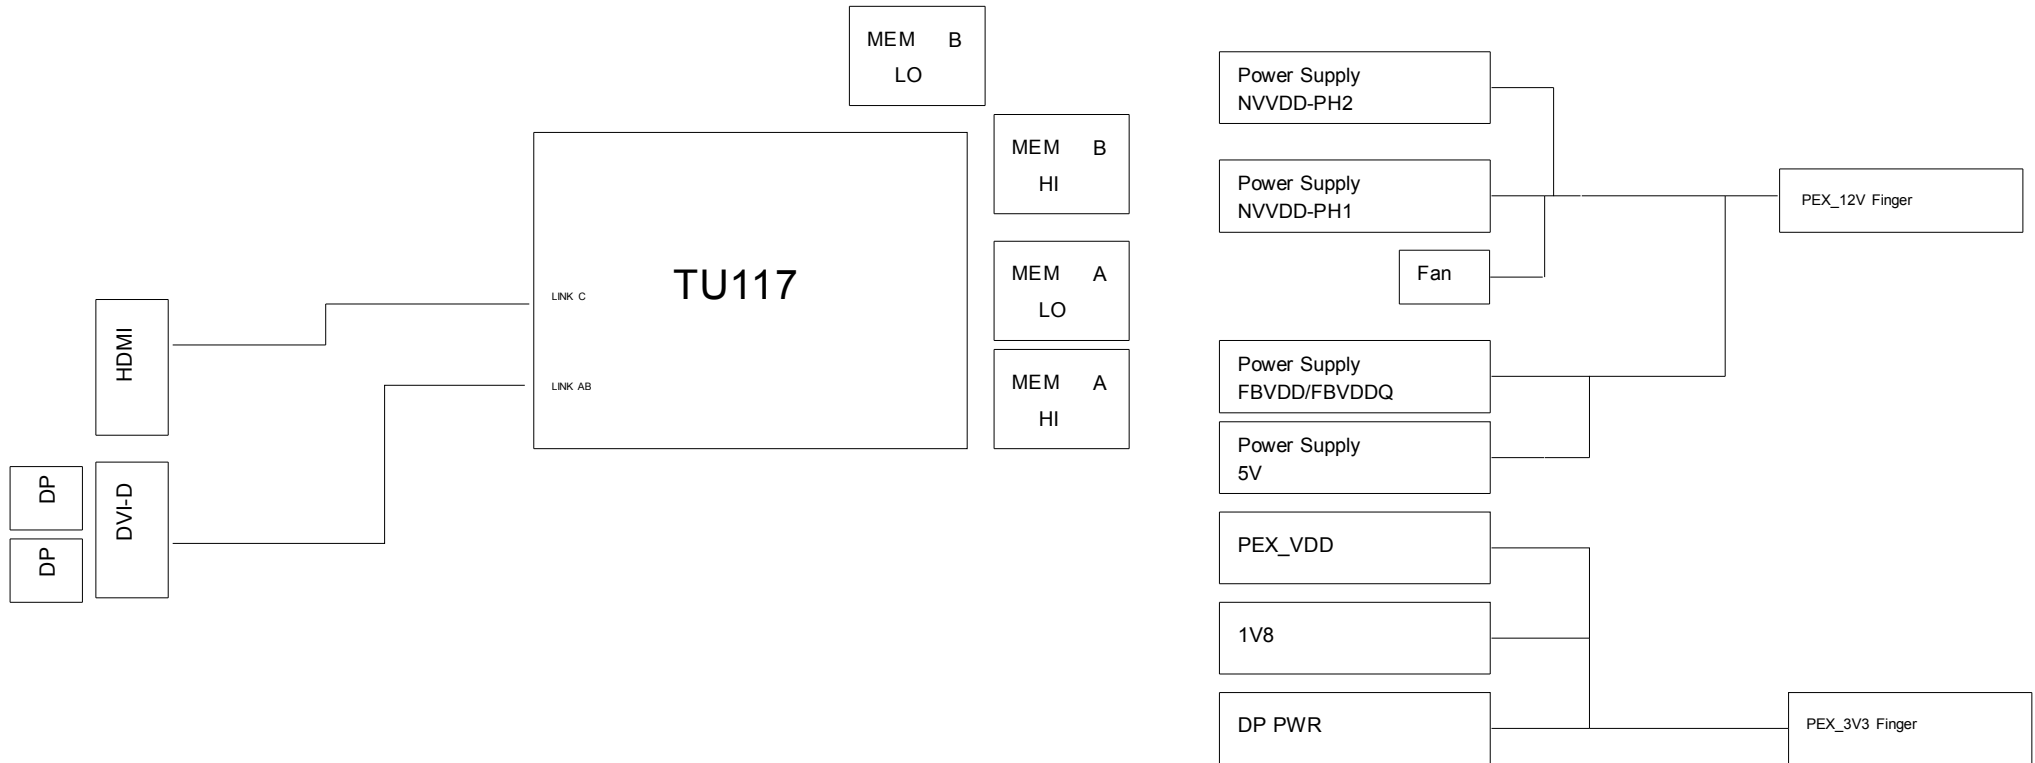 MEM B
LO
MEM B
HI
MEM A
LO
MEM A
HI
TU117
LINK C
LINK AB
HDMI
DVI-D
DP
DP
Power Supply
NVVDD-PH2
Power Supply
NVVDD-PH1
Fan
Power Supply
FBVDD/FBVDDQ
Power Supply
5V
PEX_VDD
1V8
DP PWR
PEX_12V Finger
PEX_3V3 Finger